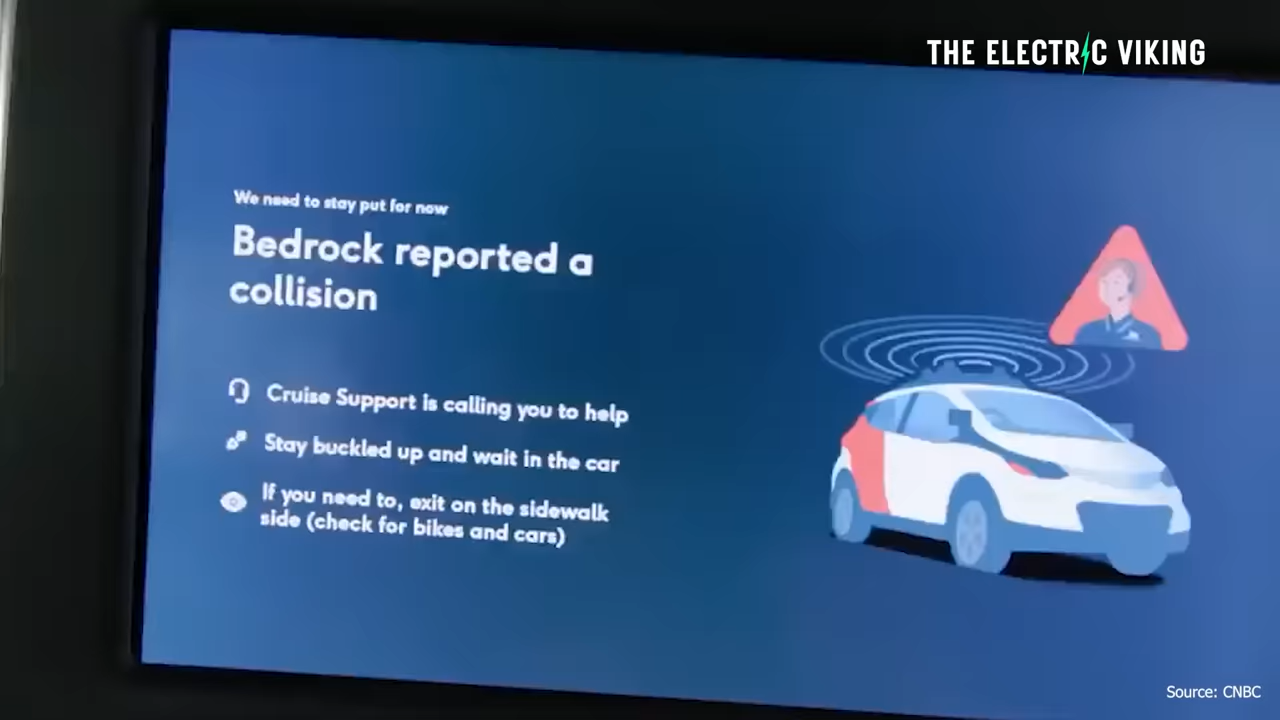 THE ELECTRIC VIKING
We need to stay put for now
Bedrock reported a
collision
Cruise Support is calling you to help
Stay buckled up and wait in the car
If you need to, exit on the sidewalk
side (check for bikes and cars)
Source: CNBC